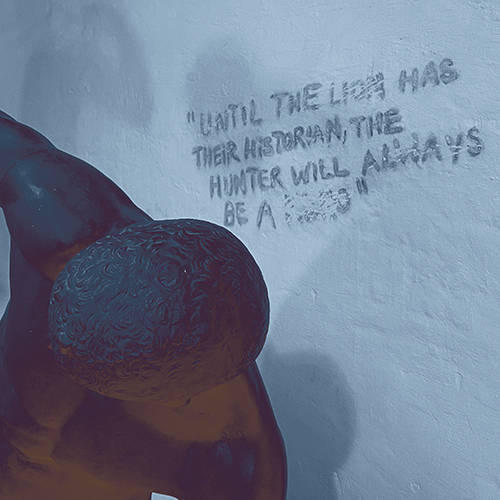 "UNTIL THE LION HAS
THEIR HISTORIAN, THE
HUNTER WILL ALWAYS
BE A "